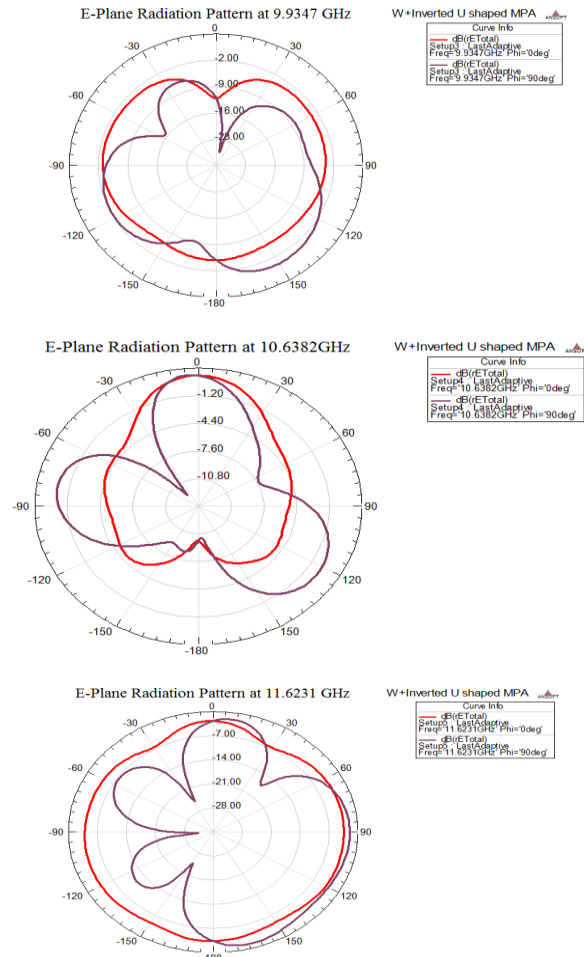 E-Plane Radiation Pattern at 9.9347 GHz
W+Inverted U shaped MPA
ANSOFT
Curve Info
dB(rETotal)
Setup3 : LastAdaptive
Freq='9.9347GHz' Phi='0deg'
dB(rETotal)
Setup3 : LastAdaptive
Freq='9.9347GHz' Phi='90deg'
0
-30
30
-2.00
-60
60
-9.00
-16.00
-23.00
-90
90
-120
120
-150
150
-180
E-Plane Radiation Pattern at 10.6382GHz
W+Inverted U shaped MPA
ANSOFT
Curve Info
dB(rETotal)
Setup4 : LastAdaptive
Freq='10.6382GHz' Phi='0deg'
dB(rETotal)
Setup4 : LastAdaptive
Freq='10.6382GHz' Phi='90deg'
0
-30
30
-1.20
-60
60
-4.40
-7.60
-10.80
-90
90
-120
120
-150
150
-180
E-Plane Radiation Pattern at 11.6231 GHz
W+Inverted U shaped MPA
ANSOFT
Curve Info
dB(rETotal)
Setup5 : LastAdaptive
Freq='11.6231GHz' Phi='0deg'
dB(rETotal)
Setup5 : LastAdaptive
Freq='11.6231GHz' Phi='90deg'
0
-30
30
-7.00
-60
60
-14.00
-21.00
-28.00
-90
90
-120
120
-150
150
-180